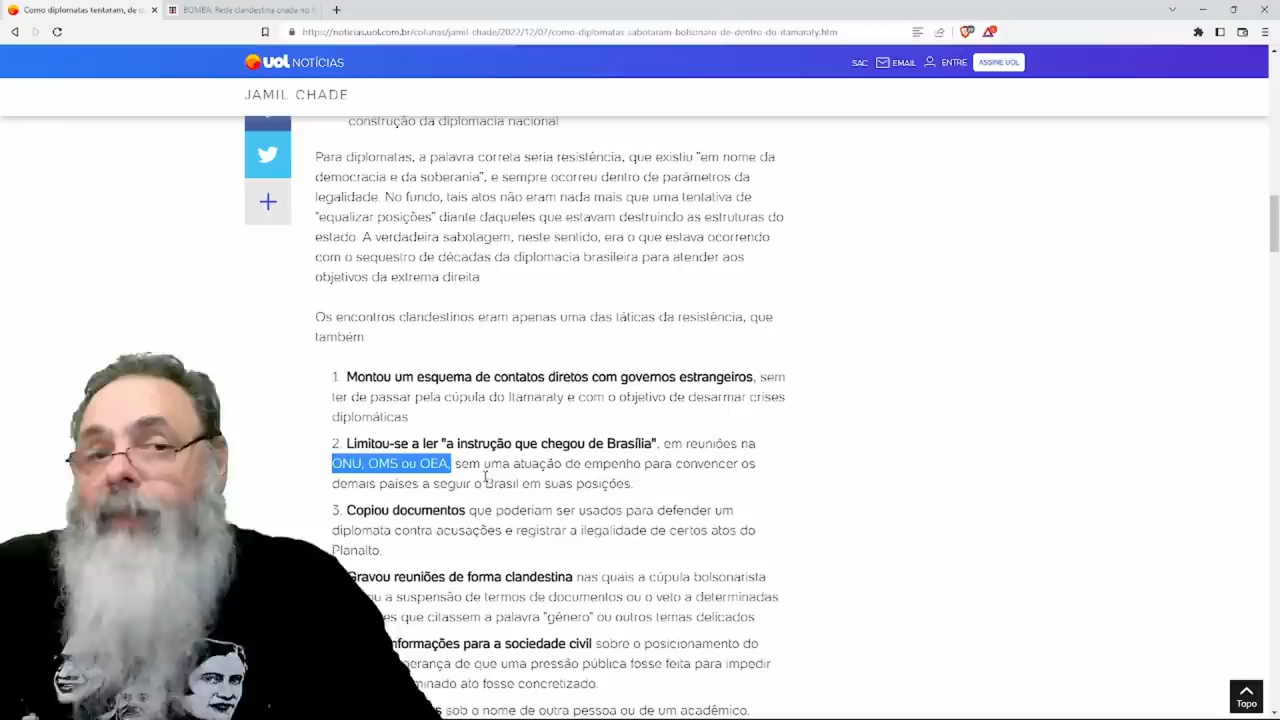 Como diplomatas tentaram, de o
BOMBA: Rede clandestina criada no I
https://noticias.uol.com.br/colunas/jamil-chade/2022/12/07/como-diplomatas-sabotaram-bolsonaro-de-dentro-do-itamaraty.htm
UOL NOTÍCIAS
SAC EMAIL ENTRE ASSINE UOL
JAMIL CHADE
construção da diplomacia nacional
Para diplomatas, a palavra correta seria resistência, que existiu "em nome da
democracia e da soberania", e sempre ocorreu dentro de parâmetros da
legalidade. No fundo, tais atos não eram nada mais que uma tentativa de
"equalizar posições" diante daqueles que estavam destruindo as estruturas do
estado. A verdadeira sabotagem, neste sentido, era o que estava ocorrendo
com o sequestro de décadas da diplomacia brasileira para atender aos
objetivos da extrema direita.
Os encontros clandestinos eram apenas uma das táticas da resistência, que
também:
1. Montou um esquema de contatos diretos com governos estrangeiros, sem
ter de passar pela cúpula do Itamaraty e com o objetivo de desarmar crises
diplomáticas.
2. Limitou-se a ler "a instrução que chegou de Brasília", em reuniões na
ONU, OMS ou OEA, sem uma atuação de empenho para convencer os
demais países a seguir o Brasil em suas posições.
3. Copiou documentos que poderiam ser usados para defender um
diplomata contra acusações e registrar a ilegalidade de certos atos do
Planalto.
Gravou reuniões de forma clandestina nas quais a cúpula bolsonarista
ou a suspensão de termos de documentos ou o veto a determinadas
es que citassem a palavra "gênero" ou outros temas delicados.
nformações para a sociedade civil sobre o posicionamento do
perança de que uma pressão pública fosse feita para impedir
minado ato fosse concretizado.
s sob o nome de outra pessoa ou de um acadêmico.
Topo